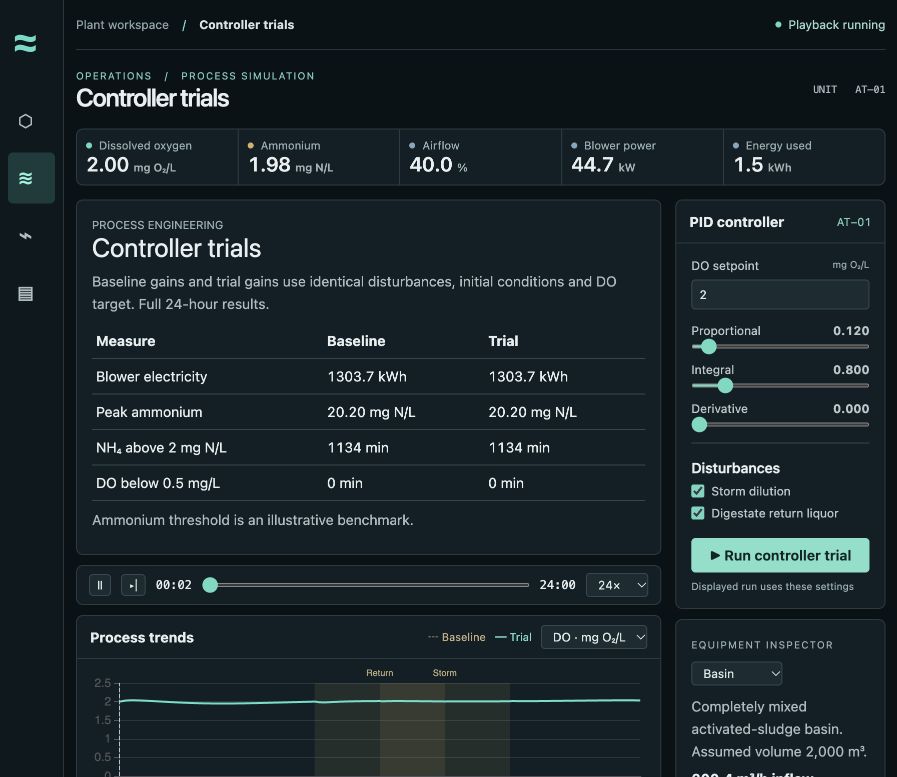 Plant workspace / Controller trials
Playback running
OPERATIONS / PROCESS SIMULATION
Controller trials
UNIT AT-01
Dissolved oxygen
2.00 mg O₂/L
Ammonium
1.98 mg N/L
Airflow
40.0 %
Blower power
44.7 kW
Energy used
1.5 kWh
PROCESS ENGINEERING
Controller trials
Baseline gains and trial gains use identical disturbances, initial conditions and DO
target. Full 24-hour results.
Measure Baseline Trial
Blower electricity 1303.7 kWh 1303.7 kWh
Peak ammonium 20.20 mg N/L 20.20 mg N/L
NH₄ above 2 mg N/L 1134 min 1134 min
DO below 0.5 mg/L 0 min 0 min
Ammonium threshold is an illustrative benchmark.
00:02 24:00 24×
Process trends
Baseline Trial DO · mg O₂/L
Return Storm
2.5
2
1.5
1
0.5
0
PID controller AT-01
DO setpoint mg O₂/L
2
Proportional 0.120
Integral 0.800
Derivative 0.000
Disturbances
Storm dilution
Digestate return liquor
Run controller trial
Displayed run uses these settings
EQUIPMENT INSPECTOR
Basin
Completely mixed
activated-sludge basin.
Assumed volume 2,000 m³.